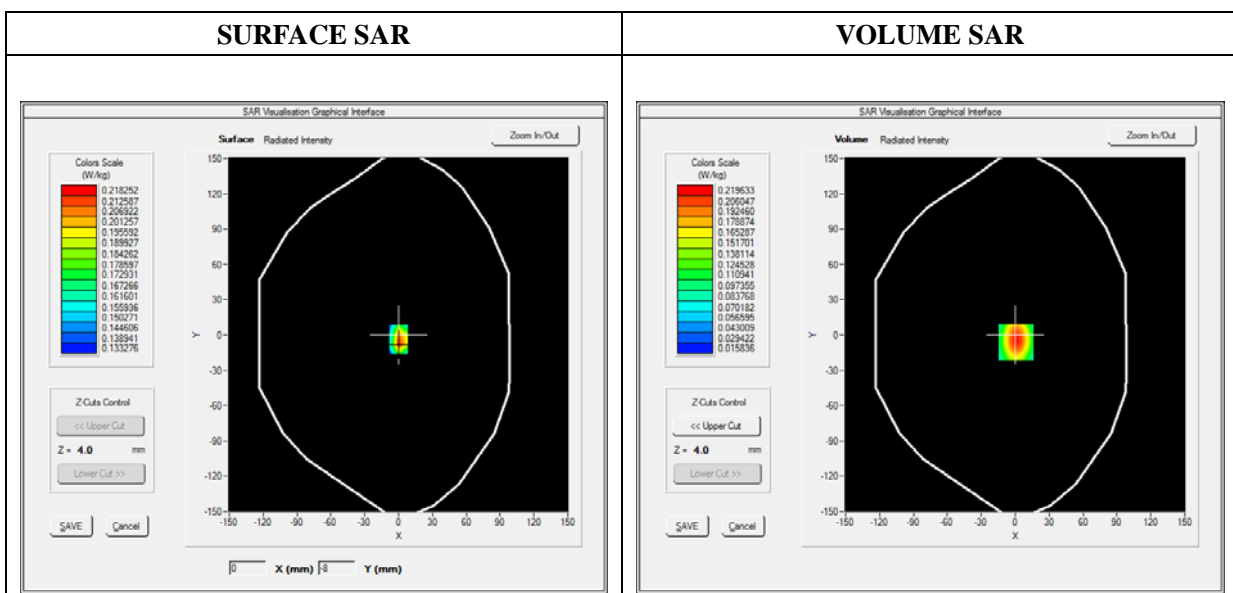 SURFACE SAR
VOLUME SAR
SAR Visualisation Graphical Interface
Surface Radiated Intensity
Zoom In/Out
Colors Scale
(W/kg)
0.218252
0.212587
0.206922
0.201257
0.195592
0.189927
0.184262
0.178597
0.172931
0.167266
0.161601
0.155936
0.150271
0.144606
0.138941
0.133276
Z-Cuts Control
<< Upper Cut
Z = 4.0 mm
Lower Cut >>
SAVE Cancel
150
120
90
60
30
0
-30
-60
-90
-120
-150
Y
-150 -120 -90 -60 -30 0 30 60 90 120 150
X
0 X (mm) -8 Y (mm)
SAR Visualisation Graphical Interface
Volume Radiated Intensity
Zoom In/Out
Colors Scale
(W/kg)
0.219633
0.206047
0.192460
0.178874
0.165287
0.151701
0.138114
0.124528
0.110941
0.097355
0.083768
0.070182
0.056595
0.043009
0.029422
0.015836
Z-Cuts Control
<< Upper Cut
Z = 4.0 mm
Lower Cut >>
SAVE Cancel
150
120
90
60
30
0
-30
-60
-90
-120
-150
Y
-150 -120 -90 -60 -30 0 30 60 90 120 150
X